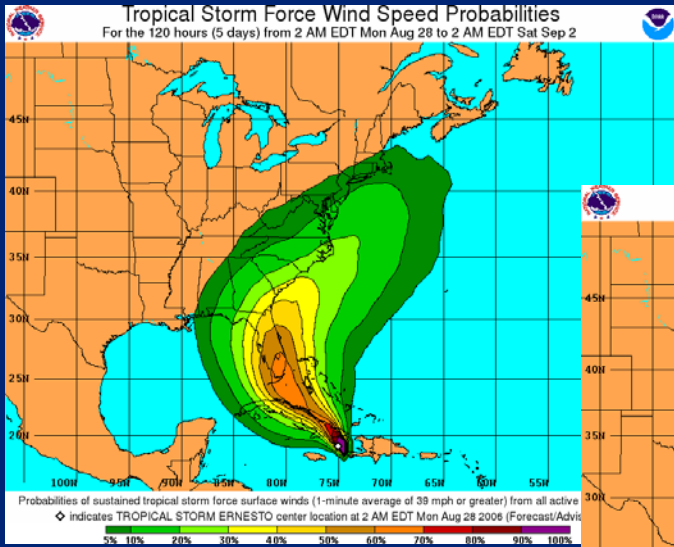 Tropical Storm Force Wind Speed Probabilities
For the 120 hours (5 days) from 2 AM EDT Mon Aug 28 to 2 AM EDT Sat Sep 2
45N
40N
35N
30N
25N
20N
100W 95W 90W 85W 80W 75W 70W 65W 60W 55W
45N
40N
35N
30N
Probabilities of sustained tropical storm force surface winds (1-minute average of 39 mph or greater) from all active
indicates TROPICAL STORM ERNESTO center location at 2 AM EDT Mon Aug 28 2006 (Forecast/Advis
5% 10% 20% 30% 40% 50% 60% 70% 80% 90% 100%